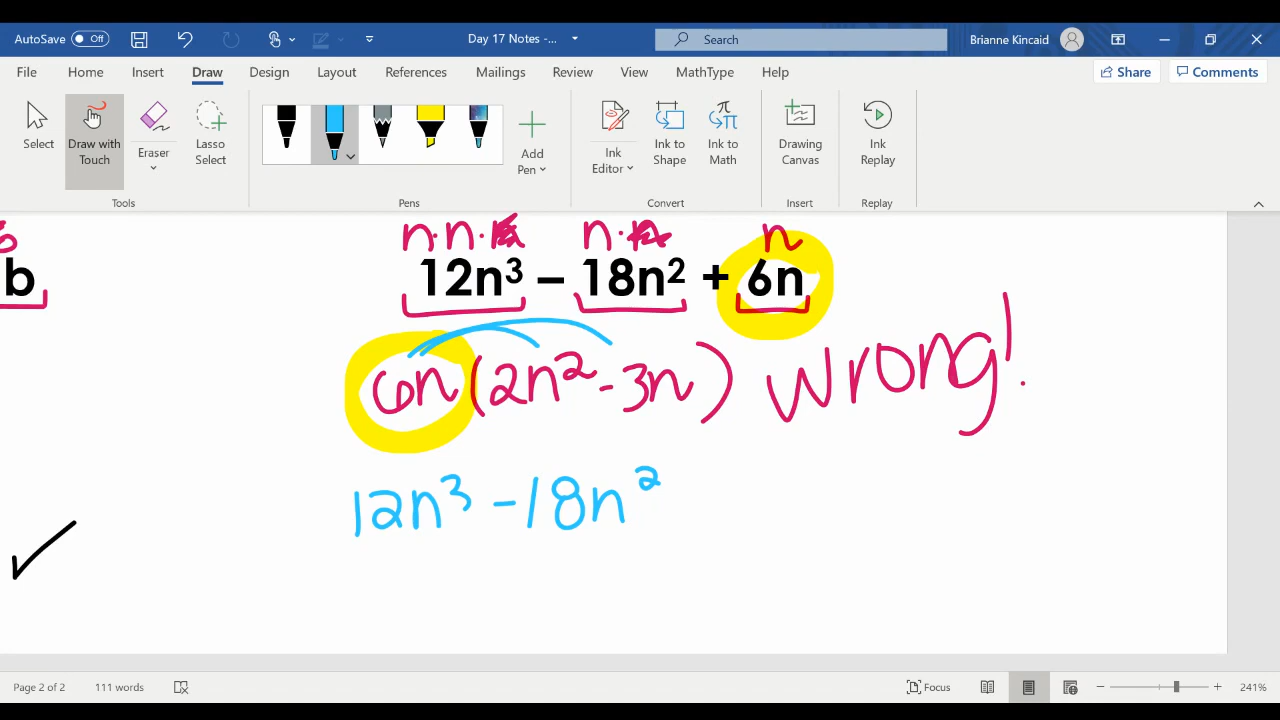 AutoSave Off Day 17 Notes -... Search Brianne Kincaid
File Home Insert Draw Design Layout References Mailings Review View MathType Help Share Comments
Select Draw with Touch Eraser Lasso Select Add Pen Ink Editor Ink to Shape Ink to Math Drawing Canvas Ink Replay
Tools Pens Convert Insert Replay
n·n· n· n
b 12n³ – 18n² + 6n
6n(2n²-3n) wrong!
12n³ -18n²
Page 2 of 2 111 words Focus 241%